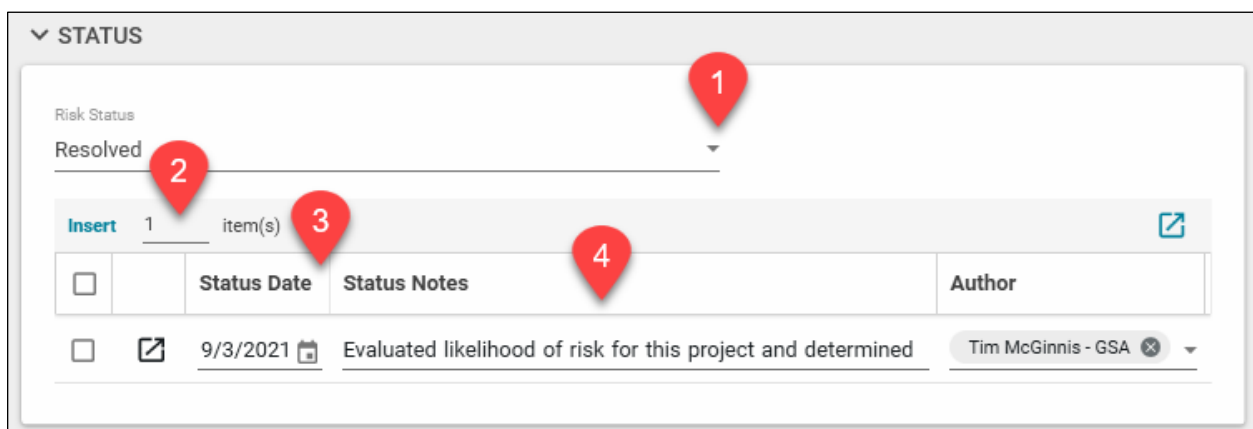 STATUS
1
Risk Status
Resolved
2
Insert 1 item(s)
3
4
Status Date Status Notes Author
9/3/2021 Evaluated likelihood of risk for this project and determined Tim McGinnis - GSA